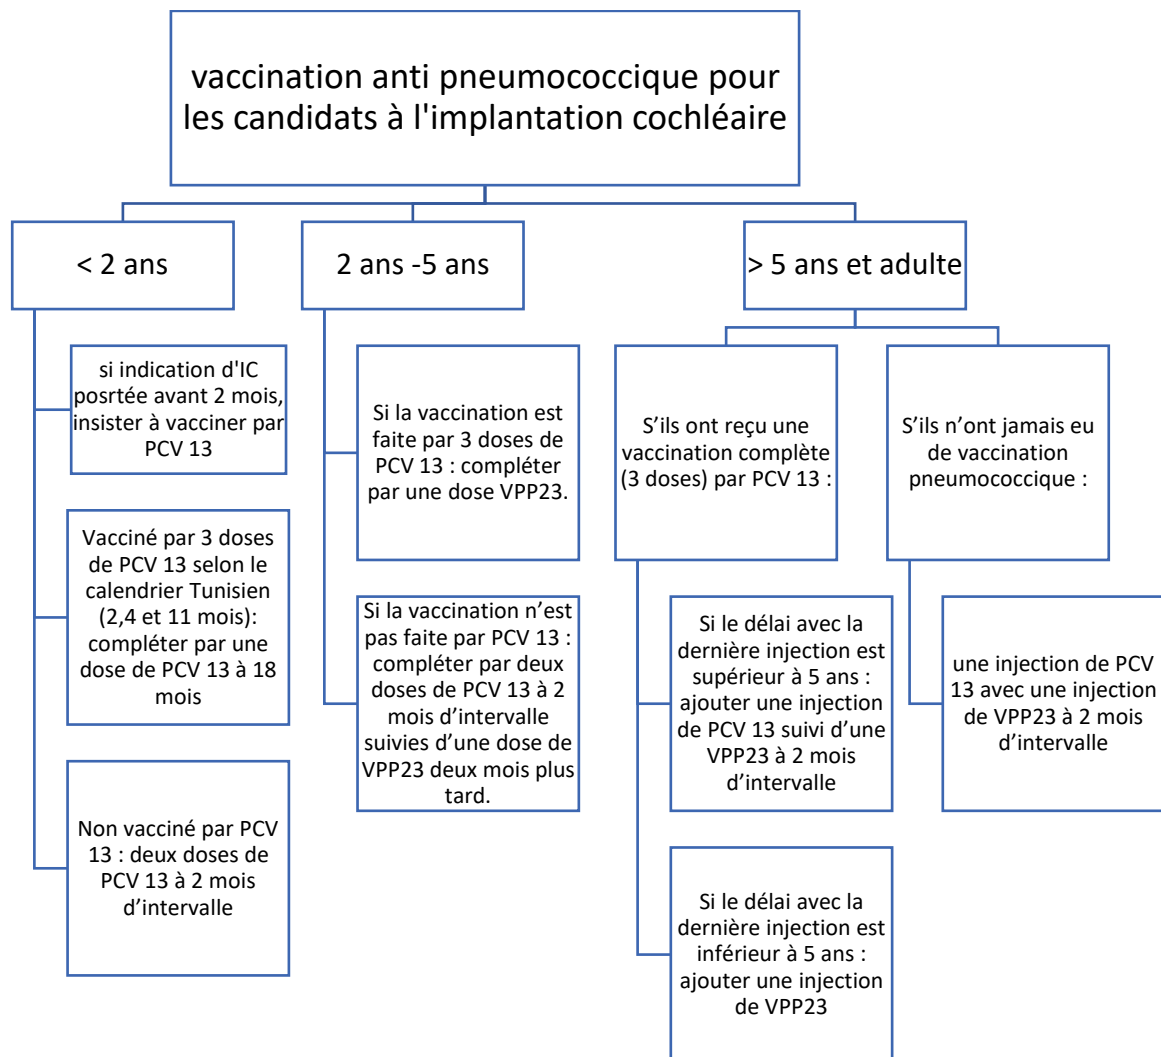 vaccination anti pneumococcique pour
les candidats à l'implantation cochléaire
< 2 ans
si indication d'IC
posrtée avant 2 mois,
insister à vacciner par
PCV 13
Vacciné par 3 doses
de PCV 13 selon le
calendrier Tunisien
(2,4 et 11 mois):
compléter par une
dose de PCV 13 à 18
mois
Non vacciné par PCV
13 : deux doses de
PCV 13 à 2 mois
d’intervalle
2 ans -5 ans
Si la vaccination est
faite par 3 doses de
PCV 13 : compléter
par une dose VPP23.
Si la vaccination n’est
pas faite par PCV 13 :
compléter par deux
doses de PCV 13 à 2
mois d’intervalle
suivies d’une dose de
VPP23 deux mois plus
tard.
> 5 ans et adulte
S’ils ont reçu une
vaccination complète
(3 doses) par PCV 13 :
Si le délai avec la
dernière injection est
supérieur à 5 ans :
ajouter une injection
de PCV 13 suivi d’une
VPP23 à 2 mois
d’intervalle
Si le délai avec la
dernière injection est
inférieur à 5 ans :
ajouter une injection
de VPP23
S’ils n’ont jamais eu
de vaccination
pneumococcique :
une injection de PCV
13 avec une injection
de VPP23 à 2 mois
d’intervalle